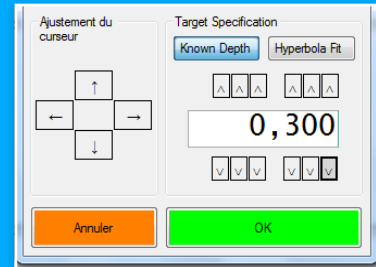 Ajustement du
curseur
↑
← →
↓
Target Specification
Known Depth Hyperbola Fit
^ ^ ^ ^ ^ ^
0,300
v v v v v v
Annuler OK